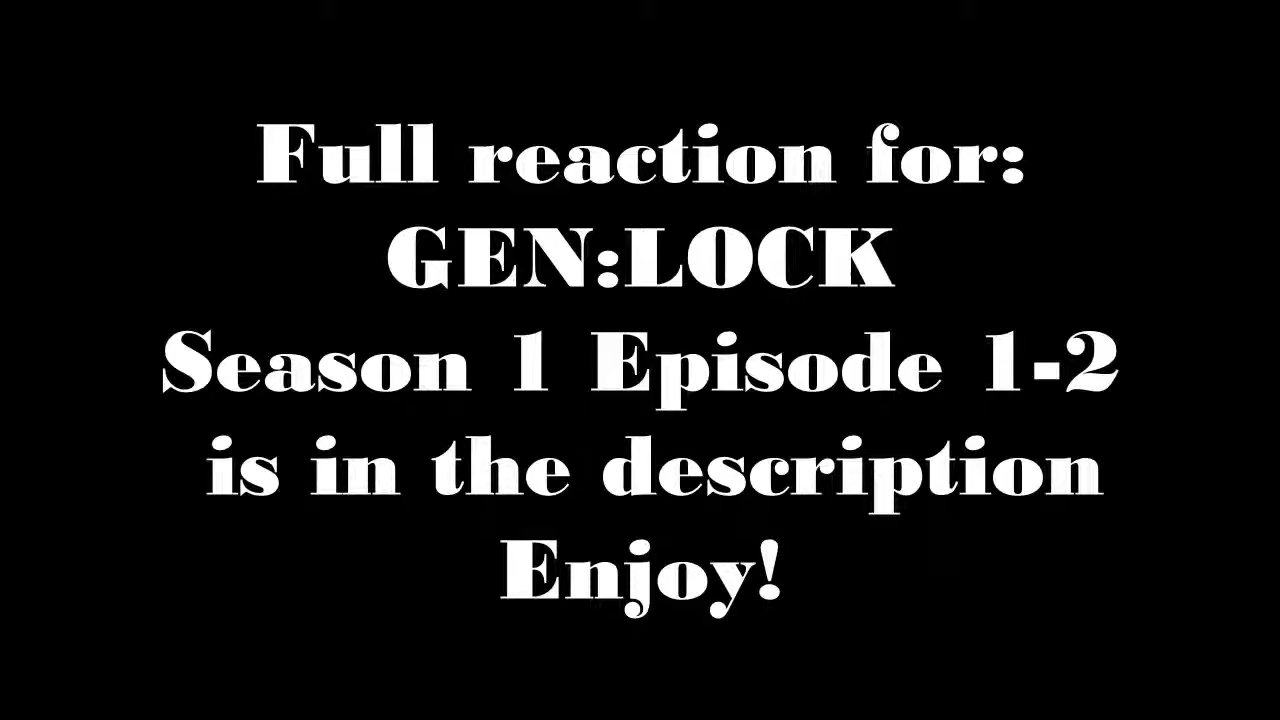 Full reaction for:
GEN:LOCK
Season 1 Episode 1-2
is in the description
Enjoy!